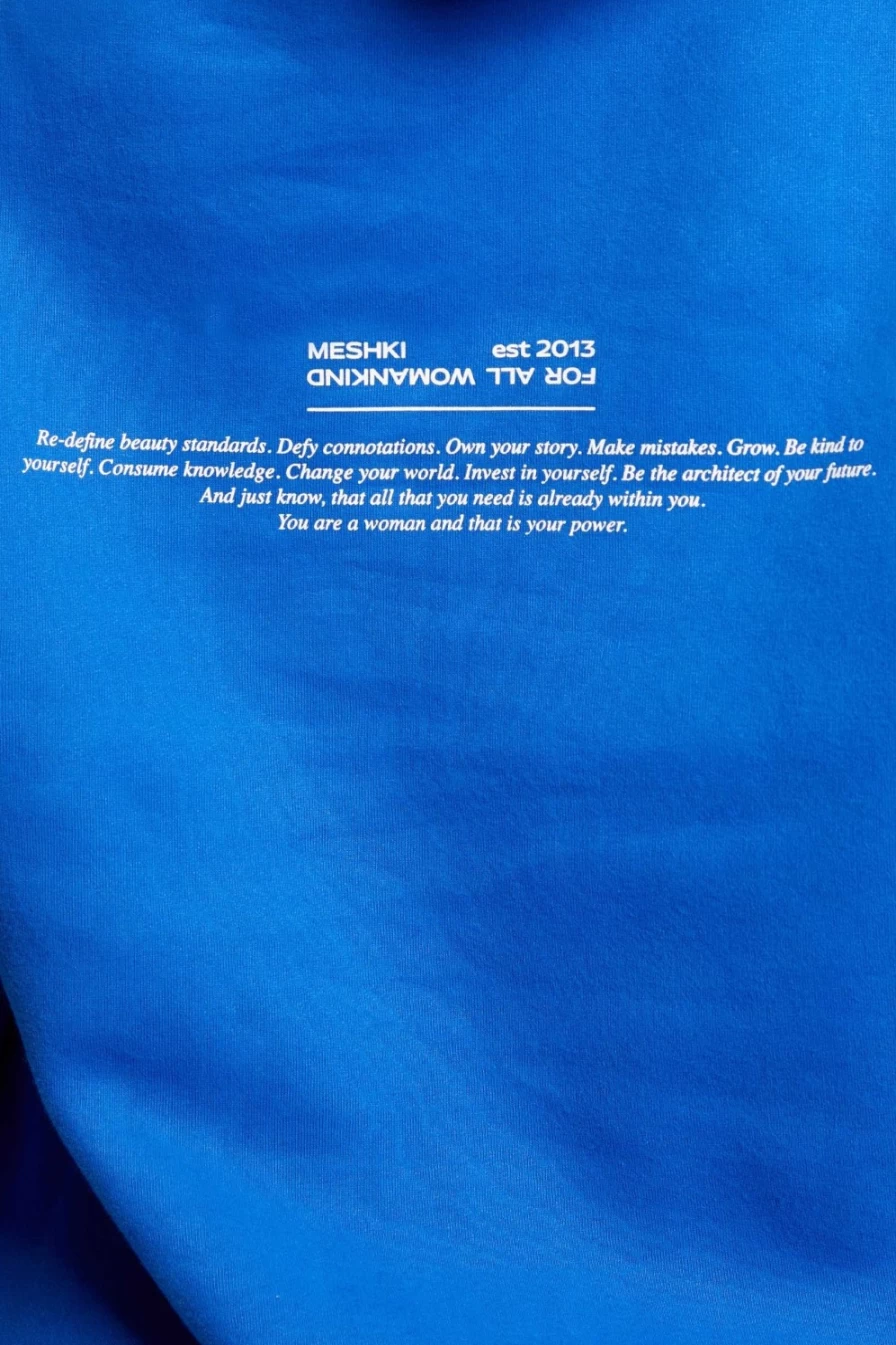 MESHKI est 2013
FOR ALL WOMANKIND
Re-define beauty standards. Defy connotations. Own your story. Make mistakes. Grow. Be kind to
yourself. Consume knowledge. Change your world. Invest in yourself. Be the architect of your future.
And just know, that all that you need is already within you.
You are a woman and that is your power.